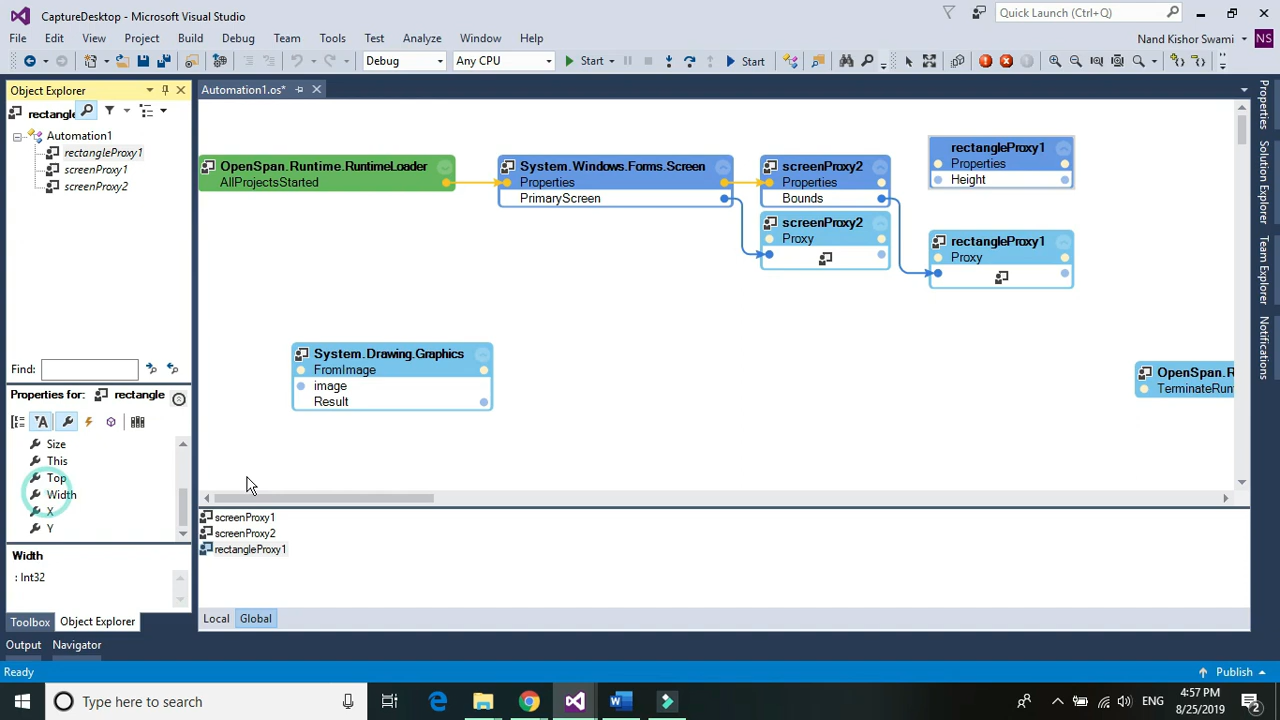 CaptureDesktop - Microsoft Visual Studio
Quick Launch (Ctrl+Q)
File Edit View Project Build Debug Team Tools Test Analyze Window Help
Nand Kishor Swami NS
Debug Any CPU Start Start
Object Explorer
Automation1.os*
rectangle
Automation1
rectangleProxy1
screenProxy1
screenProxy2
OpenSpan.Runtime.RuntimeLoader
AllProjectsStarted
System.Windows.Forms.Screen
Properties
PrimaryScreen
screenProxy2
Properties
Bounds
screenProxy2
Proxy
rectangleProxy1
Properties
Height
rectangleProxy1
Proxy
System.Drawing.Graphics
FromImage
image
Result
OpenSpan.R
TerminateRun
Find:
Properties for: rectangle
Size
This
Top
Width
X
Y
Width
: Int32
Toolbox Object Explorer
screenProxy1
screenProxy2
rectangleProxy1
Local Global
Output Navigator
Properties
Solution Explorer
Team Explorer
Notifications
Ready
Publish
Type here to search
ENG
4:57 PM
8/25/2019
2